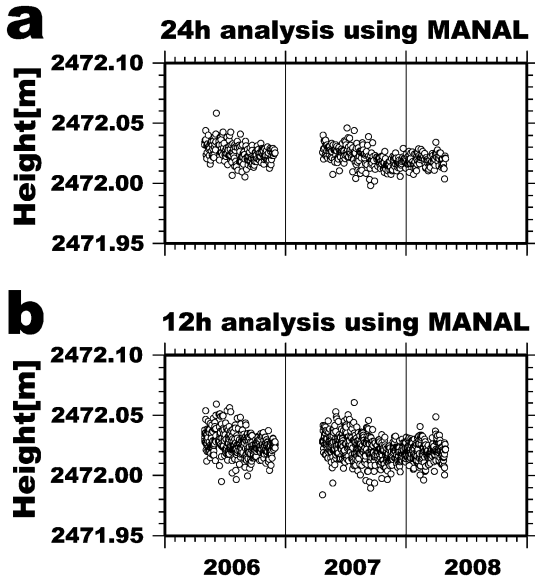 a
24h analysis using MANAL
Height[m]
2472.10
2472.05
2472.00
2471.95
b
12h analysis using MANAL
Height[m]
2472.10
2472.05
2472.00
2471.95
2006 2007 2008